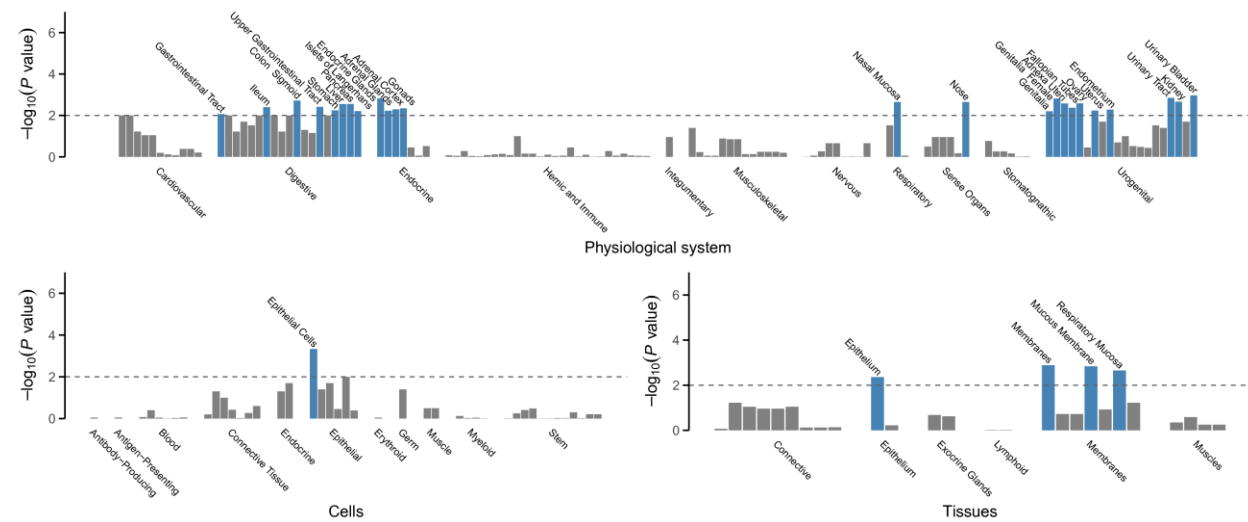 −log10(P value)
6
4
2
0
Gastrointestinal Tract
Ileum
Colon, Sigmoid
Upper Gastrointestinal Tract
Stomach
Liver
Pancreas
Islets of Langerhans
Endocrine Glands
Adrenal Glands
Adrenal Cortex
Gonads
Nasal Mucosa
Nose
Genitalia
Genitalia, Female
Adnexa Uteri
Fallopian Tubes
Ovary
Uterus
Endometrium
Urinary Tract
Kidney
Urinary Bladder
Cardiovascular
Digestive
Endocrine
Hemic and Immune
Integumentary
Musculoskeletal
Nervous
Respiratory
Sense Organs
Stomatognathic
Urogenital
Physiological system
−log10(P value)
6
4
2
0
Epithelial Cells
Antibody−Producing
Antigen−Presenting
Blood
Connective Tissue
Endocrine
Epithelial
Erythroid
Germ
Muscle
Myeloid
Stem
Cells
−log10(P value)
6
4
2
0
Epithelium
Membranes
Mucous Membrane
Respiratory Mucosa
Connective
Epithelium
Exocrine Glands
Lymphoid
Membranes
Muscles
Tissues